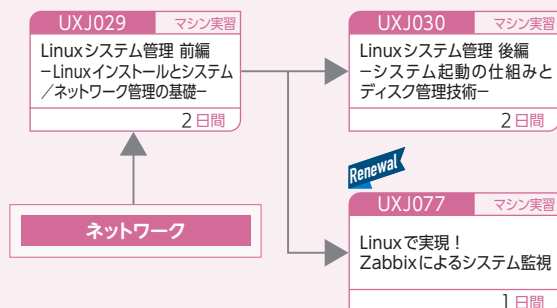 UXJ029 マシン実習
Linuxシステム管理 前編
−Linuxインストールとシステム
／ネットワーク管理の基礎−
2日間
UXJ030 マシン実習
Linuxシステム管理 後編
−システム起動の仕組みと
ディスク管理技術−
2日間
ネットワーク
Renewal
UXJ077 マシン実習
Linuxで実現！
Zabbixによるシステム監視
1日間